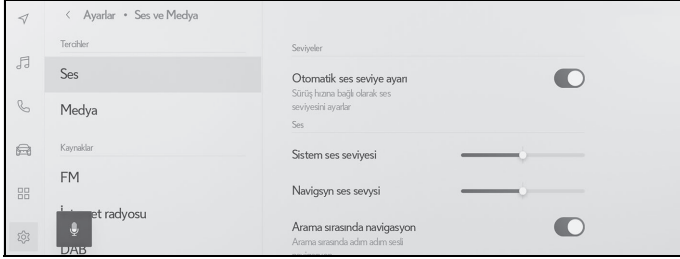 Ayarlar • Ses ve Medya
Tercihler
Ses
Medya
Kaynaklar
FM
et radyosu
DAB
Seviyeler
Otomatik ses seviye ayarı
Sürüş hızına bağlı olarak ses
seviyesini ayarlar
Ses
Sistem ses seviyesi
Navigsyn ses sevysi
Arama sırasında navigasyon
Arama sırasında adım adım sesli